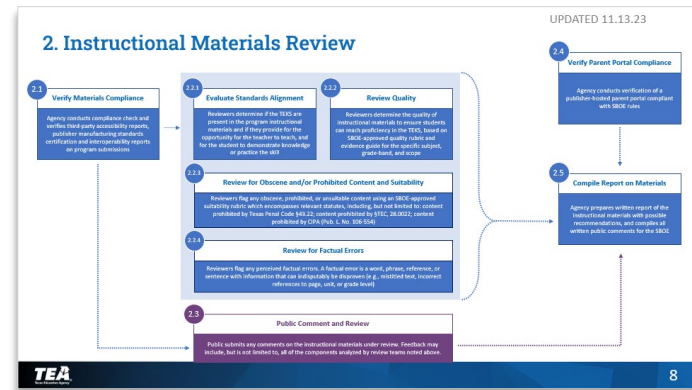 UPDATED 11.13.23
2. Instructional Materials Review
2.1
Verify Materials Compliance
Agency conducts compliance check and
verifies third-party accessibility reports,
publisher manufacturing standards
certification and interoperability reports
on program submissions
2.2.1
Evaluate Standards Alignment
Reviewers determine if the TEKS are
present in the program instructional
materials and if they provide for the
opportunity for the teacher to teach, and
for the student to demonstrate knowledge
or practice the skill
2.2.2
Review Quality
Reviewers determine the quality of
instructional materials to ensure students
can reach proficiency in the TEKS, based on
SBOE-approved quality rubric and
evidence guide for the specific subject,
grade-band, and scope
2.2.3
Review for Obscene and/or Prohibited Content and Suitability
Reviewers flag any obscene, prohibited, or unsuitable content using an SBOE-approved
suitability rubric which encompasses relevant statutes, including, but not limited to: content
prohibited by Texas Penal Code §43.22; content prohibited by §TEC, 28.0022; content
prohibited by CIPA (Pub. L. No. 106-554)
2.2.4
Review for Factual Errors
Reviewers flag any perceived factual errors. A factual error is a word, phrase, reference, or
sentence with information that can indisputably be disproven (e.g., mistitled text, incorrect
references to page, unit, or grade level)
2.3
Public Comment and Review
Public submits any comments on the instructional materials under review. Feedback may
include, but is not limited to, all of the components analyzed by review teams noted above.
2.4
Verify Parent Portal Compliance
Agency conducts verification of a
publisher-hosted parent portal compliant
with SBOE rules
2.5
Compile Report on Materials
Agency prepares written report of the
instructional materials with possible
recommendations, and compiles all
written public comments for the SBOE
TEA
Texas Education Agency
8